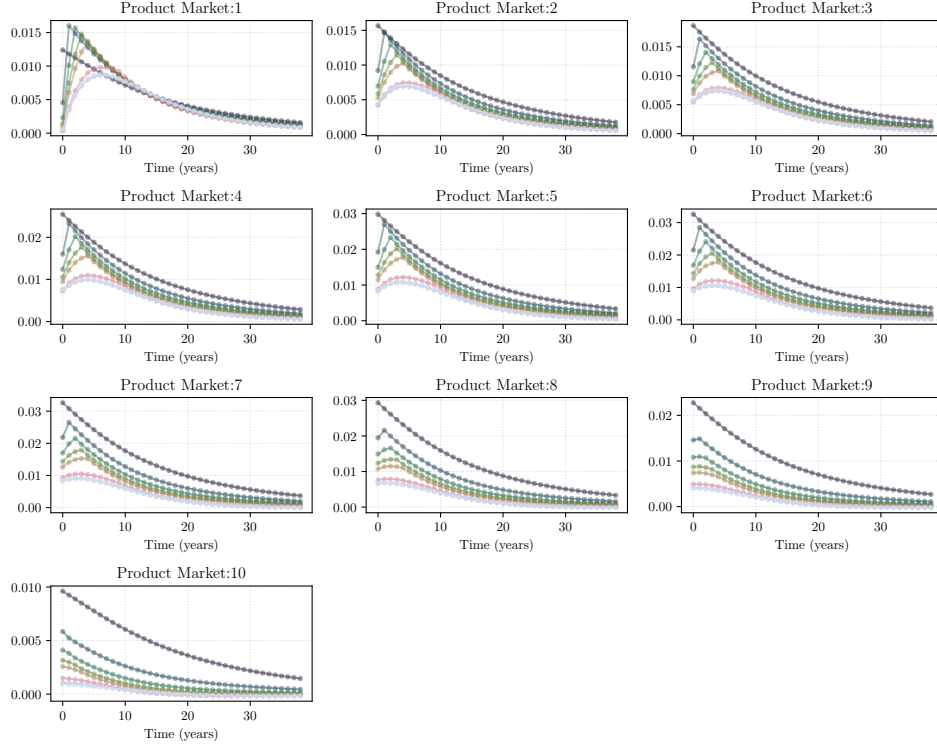 Product Market:1
0.015
0.010
0.005
0.000
0 10 20 30
Time (years)
Product Market:2
0.015
0.010
0.005
0.000
0 10 20 30
Time (years)
Product Market:3
0.015
0.010
0.005
0.000
0 10 20 30
Time (years)
Product Market:4
0.02
0.01
0.00
0 10 20 30
Time (years)
Product Market:5
0.03
0.02
0.01
0.00
0 10 20 30
Time (years)
Product Market:6
0.03
0.02
0.01
0.00
0 10 20 30
Time (years)
Product Market:7
0.03
0.02
0.01
0.00
0 10 20 30
Time (years)
Product Market:8
0.03
0.02
0.01
0.00
0 10 20 30
Time (years)
Product Market:9
0.02
0.01
0.00
0 10 20 30
Time (years)
Product Market:10
0.010
0.005
0.000
0 10 20 30
Time (years)